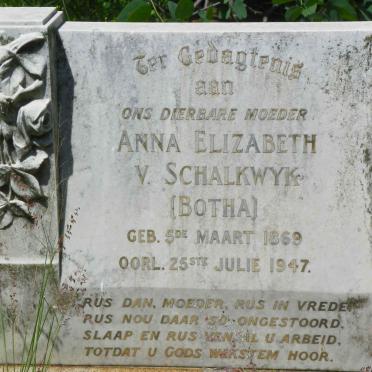 Ter Gedagtenis
aan
ONS DIERBARE MOEDER
ANNA ELIZABETH
V. SCHALKWYK
(BOTHA)
GEB. 5DE MAART 1869
OORL. 25STE JULIE 1947.
RUS DAN, MOEDER, RUS IN VREDE
RUS NOU DAAR SO ONGESTOORD.
SLAAP EN RUS VAN AL U ARBEID.
TOTDAT U GODS WEKSTEM HOOR.